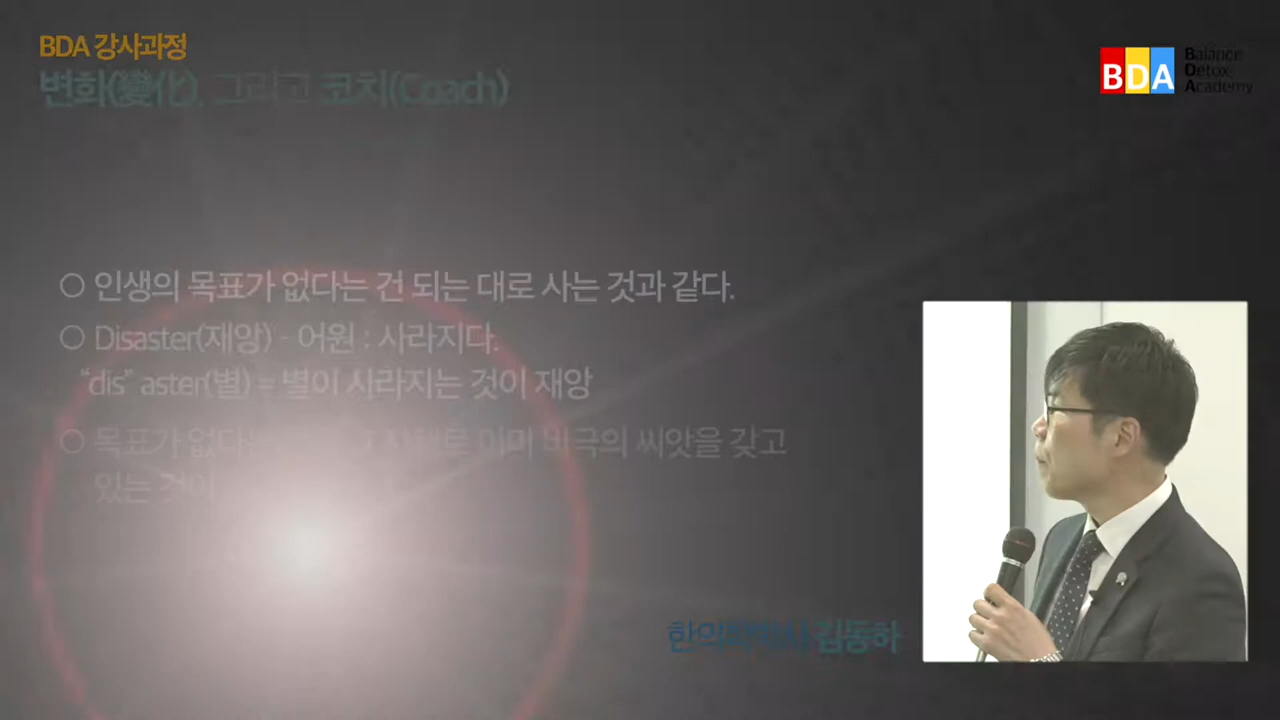 BDA 강사과정
변화(變化), 그리고 코치(Coach)
BDA Balance
Detox
Academy
○ 인생의 목표가 없다는 건 되는 대로 사는 것과 같다.
○ Disaster(재앙) - 어원 : 사라지다.
“dis” aster(별) = 별이 사라지는 것이 재앙
○ 목표가 없다는 이미 비극의 씨앗을 갖고
있는 것이
한의학박사 김동하